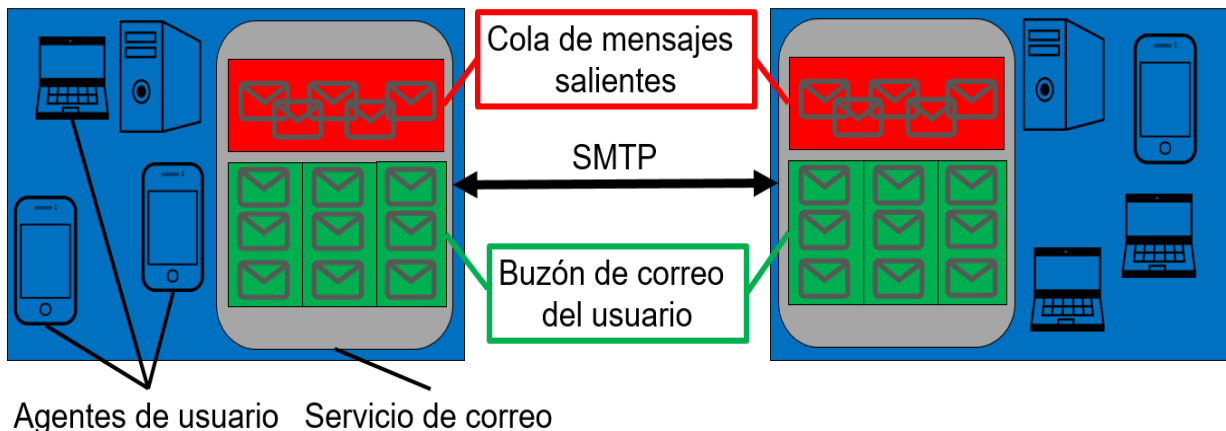 Cola de mensajes
salientes
SMTP
Buzón de correo
del usuario
Agentes de usuario
Servicio de correo